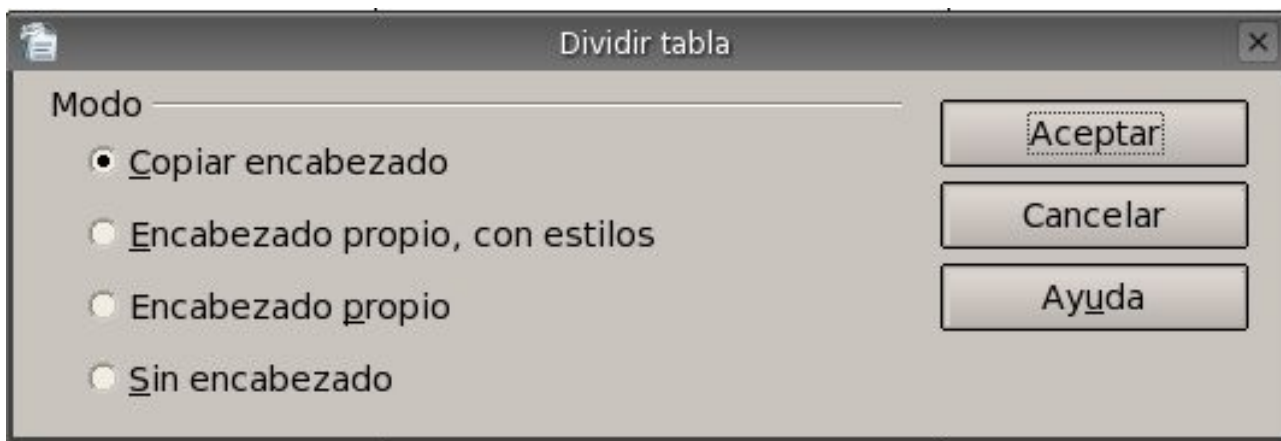 Dividir tabla
Modo
Copiar encabezado
Encabezado propio, con estilos
Encabezado propio
Sin encabezado
Aceptar
Cancelar
Ayuda